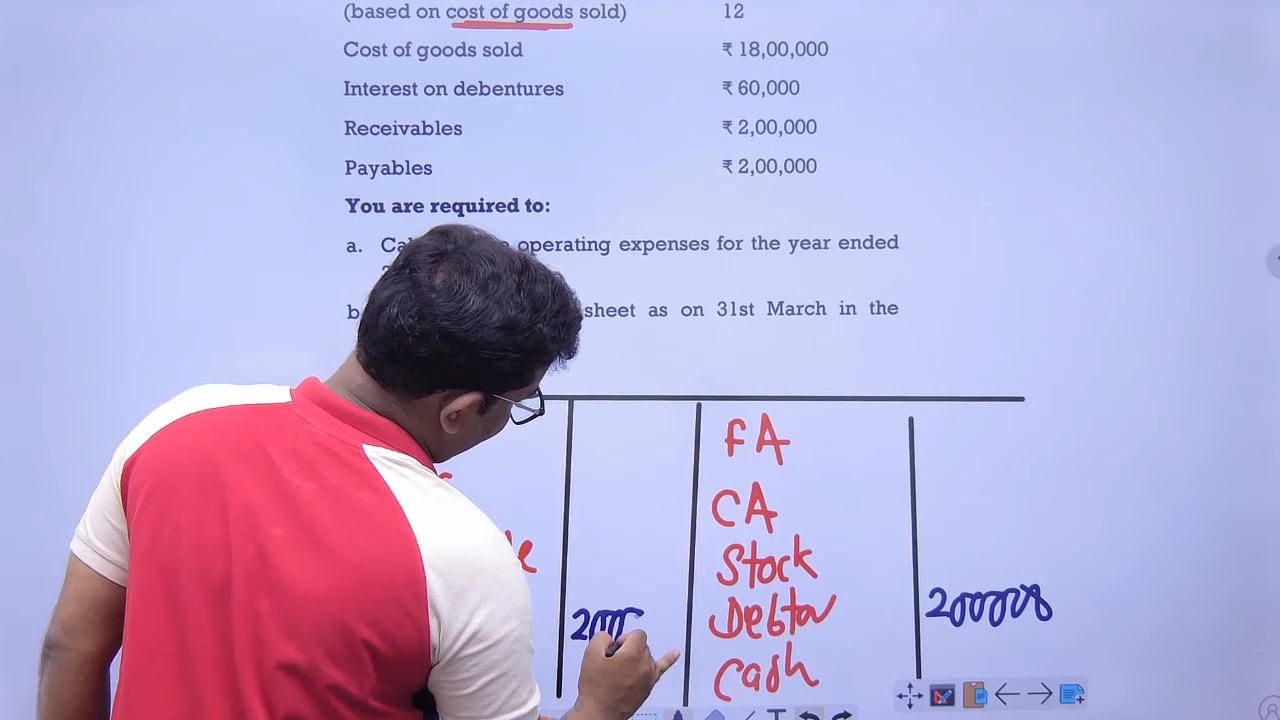 (based on cost of goods sold) 12
Cost of goods sold ₹ 18,00,000
Interest on debentures ₹ 60,000
Receivables ₹ 2,00,000
Payables ₹ 2,00,000
You are required to:
a. operating expenses for the year ended
b sheet as on 31st March in the
FA
CA
Stock
Debtor
Cash